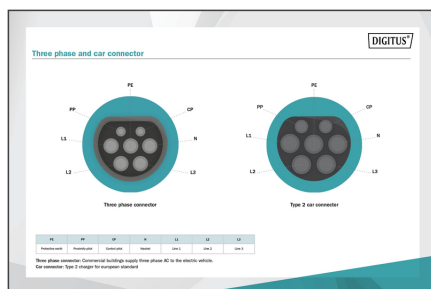 DIGITUS®
Three phase and car connector
PE
PP
CP
L1
N
L2
L3
Three phase connector
PE
PP
CP
L1
N
L2
L3
Type 2 car connector
PE PP CP N L1 L2 L3
Protective earth Proximity pilot Control pilot Neutral Line 1 Line 2 Line 3
Three phase connector: Commercial buildings supply three phase AC to the electric vehicle.
Car connector: Type 2 charger for european standard